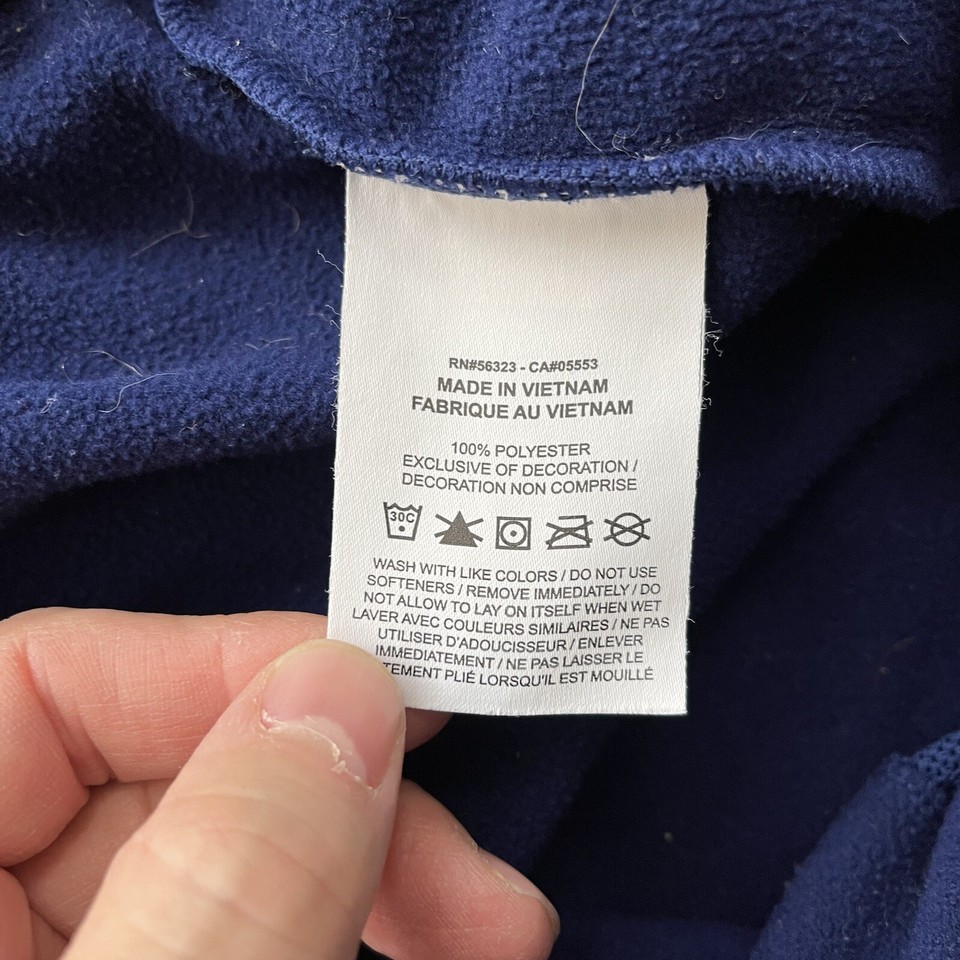 RN#56323 - CA#05553
MADE IN VIETNAM
FABRIQUE AU VIETNAM
100% POLYESTER
EXCLUSIVE OF DECORATION /
DECORATION NON COMPRISE
30C
WASH WITH LIKE COLORS / DO NOT USE
SOFTENERS / REMOVE IMMEDIATELY / DO
NOT ALLOW TO LAY ON ITSELF WHEN WET
LAVER AVEC COULEURS SIMILAIRES / NE PAS
UTILISER D'ADOUCISSEUR / ENLEVER
IMMEDIATEMENT / NE PAS LAISSER LE
PLIÉ LORSQU'IL EST MOUILLÉ